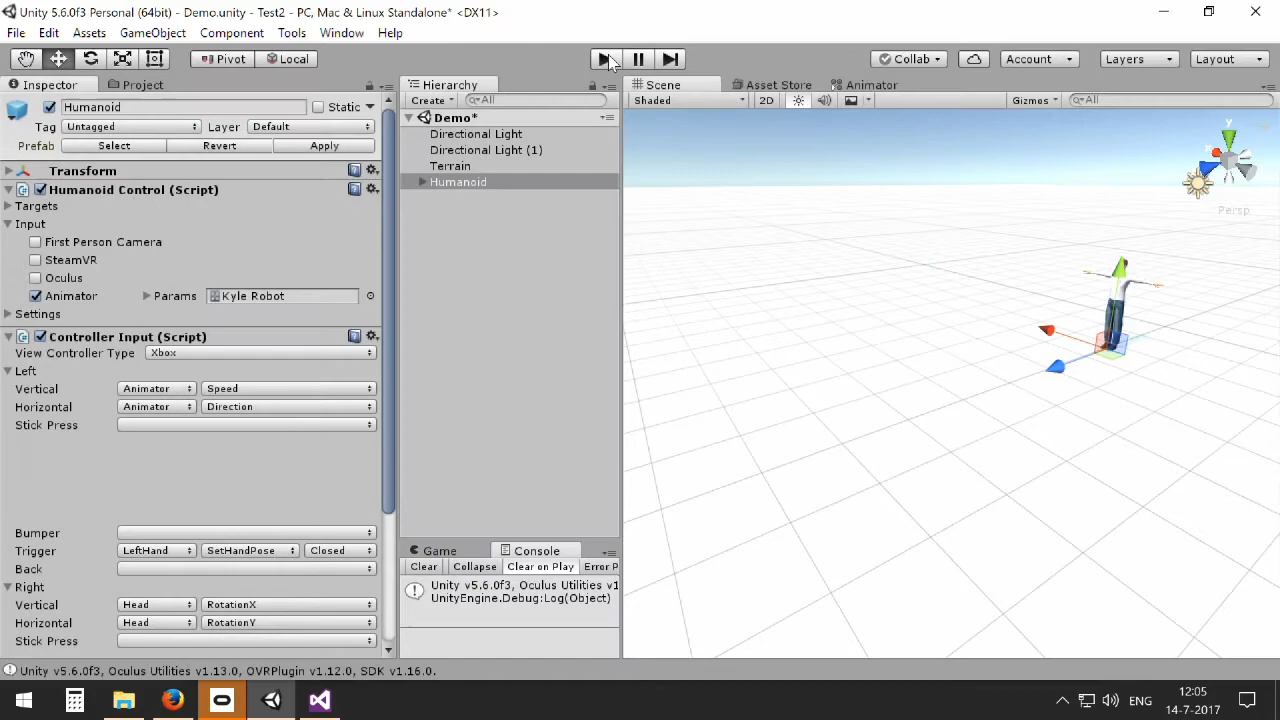 Unity 5.6.0f3 Personal (64bit) - Demo.unity - Test2 - PC, Mac & Linux Standalone* <DX11>
File Edit Assets GameObject Component Tools Window Help
Pivot Local Collab Account Layers Layout
Inspector Project
Humanoid Static
Tag Untagged Layer Default
Prefab Select Revert Apply
Transform
Humanoid Control (Script)
Targets
Input
First Person Camera
SteamVR
Oculus
Animator Params Kyle Robot
Settings
Controller Input (Script)
View Controller Type Xbox
Left
Vertical Animator Speed
Horizontal Animator Direction
Stick Press
Bumper
Trigger LeftHand SetHandPose Closed
Back
Right
Vertical Head RotationX
Horizontal Head RotationY
Stick Press
Hierarchy
Create All
Demo*
Directional Light
Directional Light (1)
Terrain
Humanoid
Game Console
Clear Collapse Clear on Play Error P
Unity v5.6.0f3, Oculus Utilities v1
UnityEngine.Debug:Log(Object)
Scene Asset Store Animator
Shaded 2D Gizmos All
y
Persp
Unity v5.6.0f3, Oculus Utilities v1.13.0, OVRPlugin v1.12.0, SDK v1.16.0.
ENG
12:05
14-7-2017